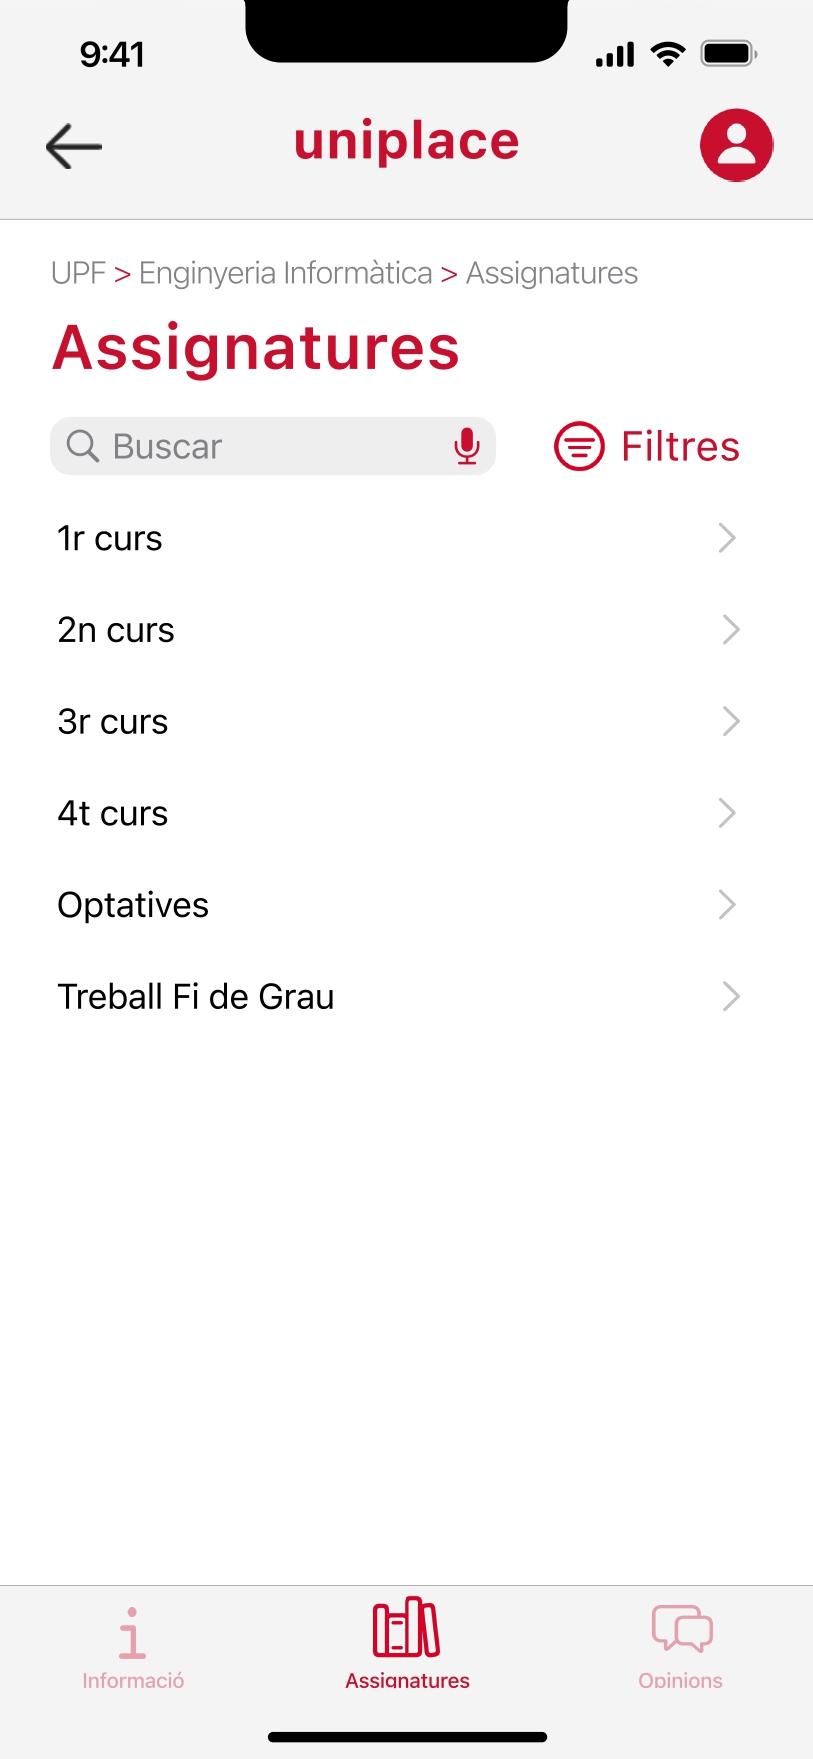 9:41
uniplace
UPF > Enginyeria Informàtica > Assignatures
Assignatures
Buscar
Filtres
1r curs
2n curs
3r curs
4t curs
Optatives
Treball Fi de Grau
Informació
Assignatures
Opinions